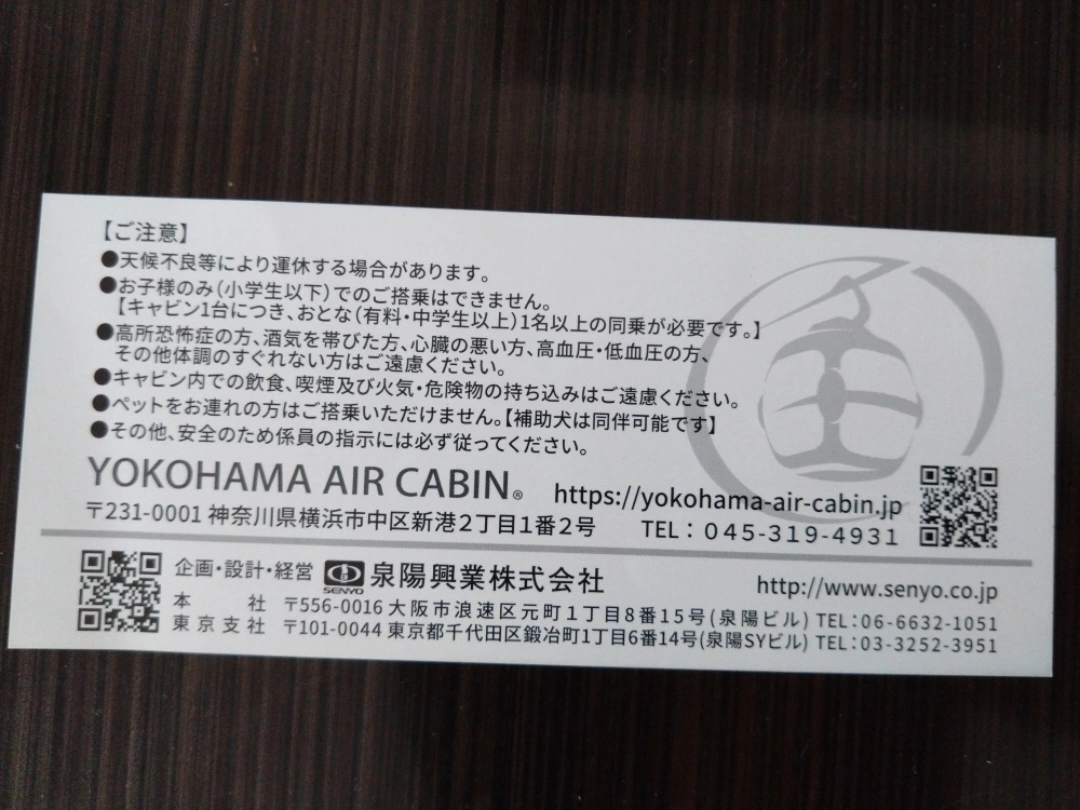 【ご注意】
●天候不良等により運休する場合があります。
●お子様のみ(小学生以下)でのご搭乗はできません。
【キャビン1台につき、おとな(有料・中学生以上)1名以上の同乗が必要です。】
●高所恐怖症の方、酒気を帯びた方、心臓の悪い方、高血圧・低血圧の方、
その他体調のすぐれない方はご遠慮ください。
●キャビン内での飲食、喫煙及び火気・危険物の持ち込みはご遠慮ください。
●ペットをお連れの方はご搭乗いただけません。【補助犬は同伴可能です】
●その他、安全のため係員の指示には必ず従ってください。
YOKOHAMA AIR CABIN® https://yokohama-air-cabin.jp
〒231-0001 神奈川県横浜市中区新港2丁目1番2号 TEL: 045-319-4931
企画・設計・経営 SENYO 泉陽興業株式会社 http://www.senyo.co.jp
本社 〒556-0016 大阪市浪速区元町1丁目8番15号(泉陽ビル) TEL:06-6632-1051
東京支社 〒101-0044 東京都千代田区鍛冶町1丁目6番14号(泉陽SYビル) TEL:03-3252-3951